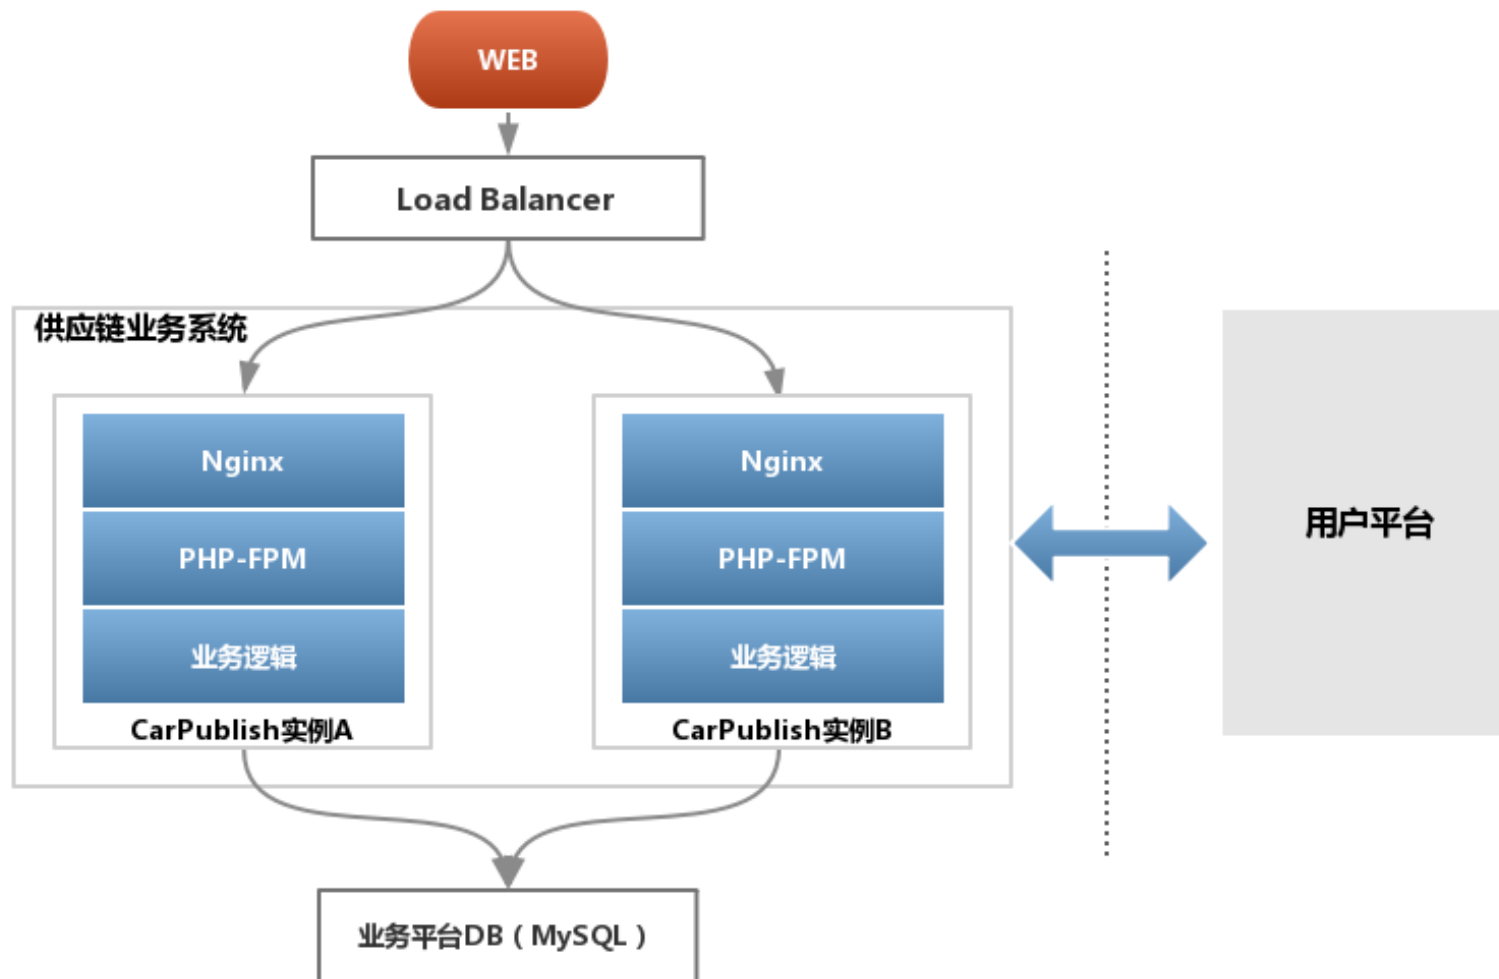 WEB
Load Balancer
供应链业务系统
Nginx
PHP-FPM
业务逻辑
CarPublish实例A
Nginx
PHP-FPM
业务逻辑
CarPublish实例B
用户平台
业务平台DB（MySQL）